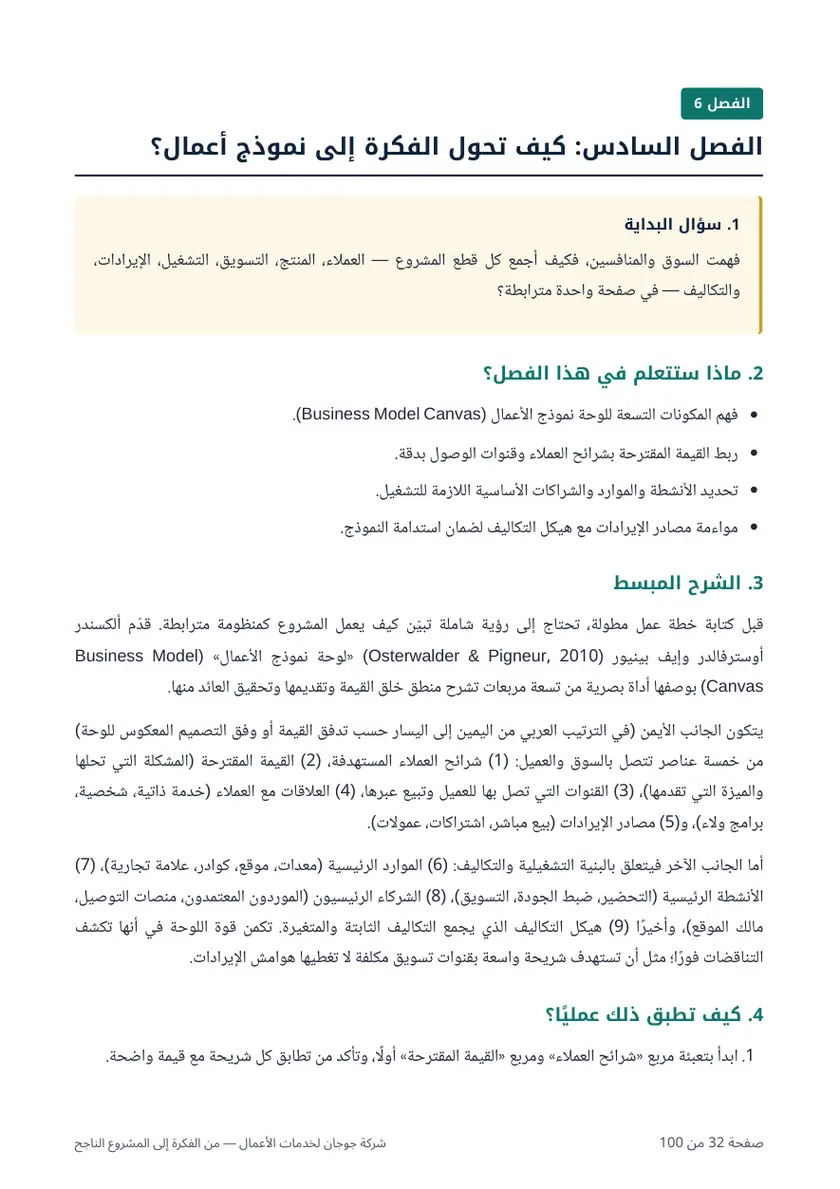 الفصل 6
الفصل السادس: كيف تحول الفكرة إلى نموذج أعمال؟
1. سؤال البداية
فهمت السوق والمنافسين، فكيف أجمع كل قطع المشروع — العملاء، المنتج، التسويق، التشغيل، الإيرادات،
والتكاليف — في صفحة واحدة مترابطة؟
2. ماذا ستتعلم في هذا الفصل؟
• فهم المكونات التسعة للوحة نموذج الأعمال (Business Model Canvas).
• ربط القيمة المقترحة بشرائح العملاء وقنوات الوصول بدقة.
• تحديد الأنشطة والموارد والشراكات الأساسية اللازمة للتشغيل.
• مواءمة مصادر الإيرادات مع هيكل التكاليف لضمان استدامة النموذج.
3. الشرح المبسط
قبل كتابة خطة عمل مطولة، تحتاج إلى رؤية شاملة تبيّن كيف يعمل المشروع كمنظومة مترابطة. قدّم ألكسندر
أوسترفالدر وإيف بينيور (Osterwalder & Pigneur, 2010) «لوحة نموذج الأعمال» (Business Model
Canvas) بوصفها أداة بصرية من تسعة مربعات تشرح منطق خلق القيمة وتقديمها وتحقيق العائد منها.
يتكون الجانب الأيمن (في الترتيب العربي من اليمين إلى اليسار حسب تدفق القيمة أو وفق التصميم المعكوس للوحة)
من خمسة عناصر تتصل بالسوق والعميل: (1) شرائح العملاء المستهدفة، (2) القيمة المقترحة (المشكلة التي تحلها
والميزة التي تقدمها)، (3) القنوات التي تصل بها للعميل وتبيع عبرها، (4) العلاقات مع العملاء (خدمة ذاتية، شخصية،
برامج ولاء)، و(5) مصادر الإيرادات (بيع مباشر، اشتراكات، عمولات).
أما الجانب الآخر فيتعلق بالبنية التشغيلية والتكاليف: (6) الموارد الرئيسية (معدات، موقع، كوادر، علامة تجارية)، (7)
الأنشطة الرئيسية (التحضير، ضبط الجودة، التسويق)، (8) الشركاء الرئيسيون (الموردون المعتمدون، منصات التوصيل،
مالك الموقع)، وأخيرًا (9) هيكل التكاليف الذي يجمع التكاليف الثابتة والمتغيرة. تكمن قوة اللوحة في أنها تكشف
التناقضات فورًا؛ مثل أن تستهدف شريحة واسعة بقنوات تسويق مكلفة لا تغطيها هوامش الإيرادات.
4. كيف تطبق ذلك عمليًا؟
1. ابدأ بتعبئة مربع «شرائح العملاء» ومربع «القيمة المقترحة» أولًا، وتأكد من تطابق كل شريحة مع قيمة واضحة.
صفحة 32 من 100
شركة جوجان لخدمات الأعمال — من الفكرة إلى المشروع الناجح